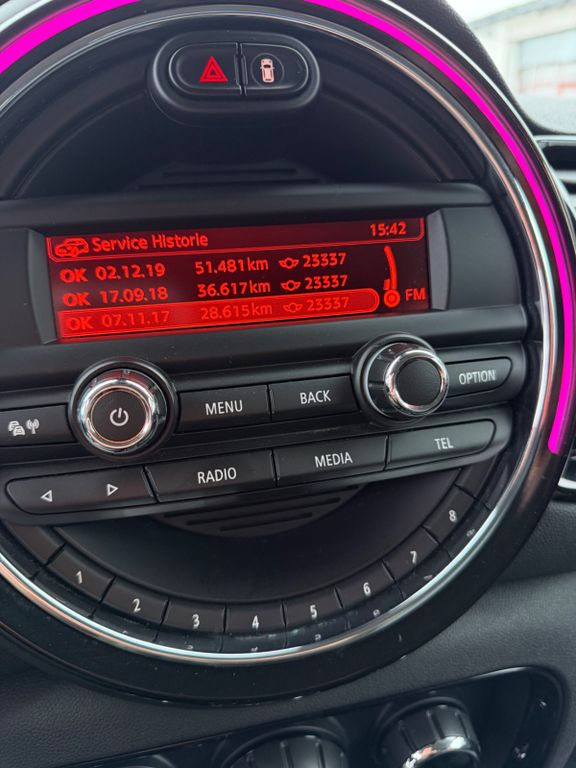 Service Historie 15:42
OK 02.12.19 51.481km 23337
OK 17.09.18 36.617km 23337
OK 07.11.17 28.615km 23337
FM
MENU
BACK
OPTION
RADIO
MEDIA
TEL
1 2 3 4 5 6 7 8